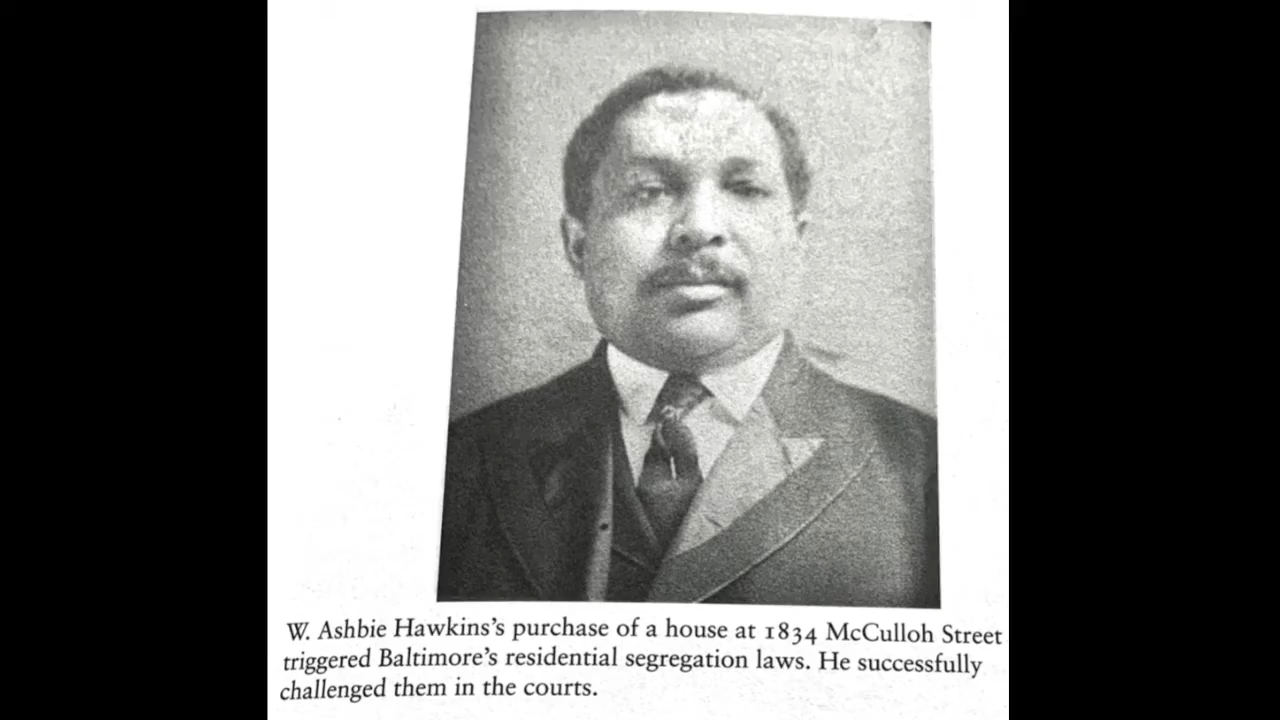 W. Ashbie Hawkins's purchase of a house at 1834 McCulloh Street
triggered Baltimore's residential segregation laws. He successfully
challenged them in the courts.